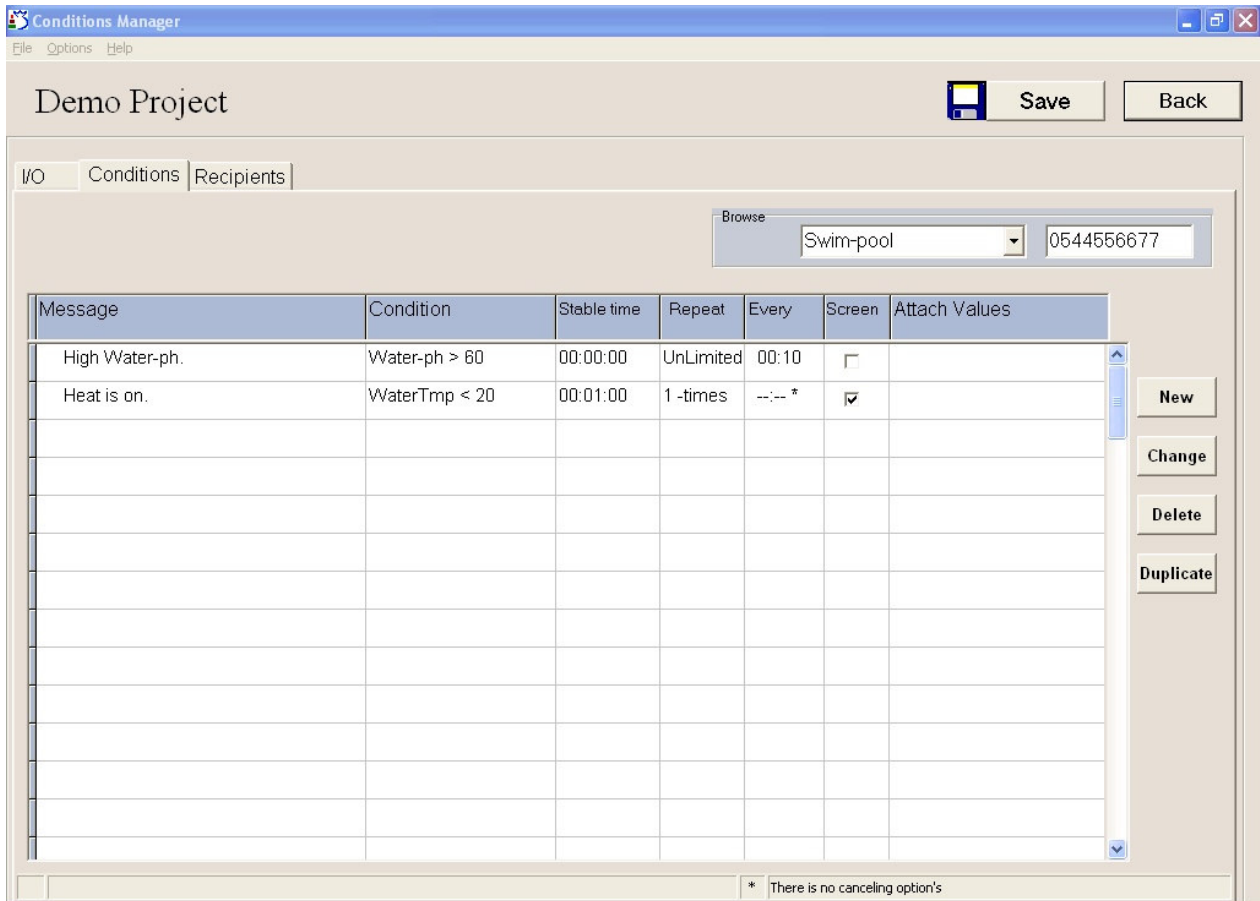 Conditions Manager
File Options Help
Demo Project
Save
Back
I/O
Conditions
Recipients
Browse
Swim-pool
0544556677
Message Condition Stable time Repeat Every Screen Attach Values
High Water-ph. Water-ph > 60 00:00:00 UnLimited 00:10
Heat is on. WaterTmp < 20 00:01:00 1 -times --:-- *
New
Change
Delete
Duplicate
* There is no canceling option's